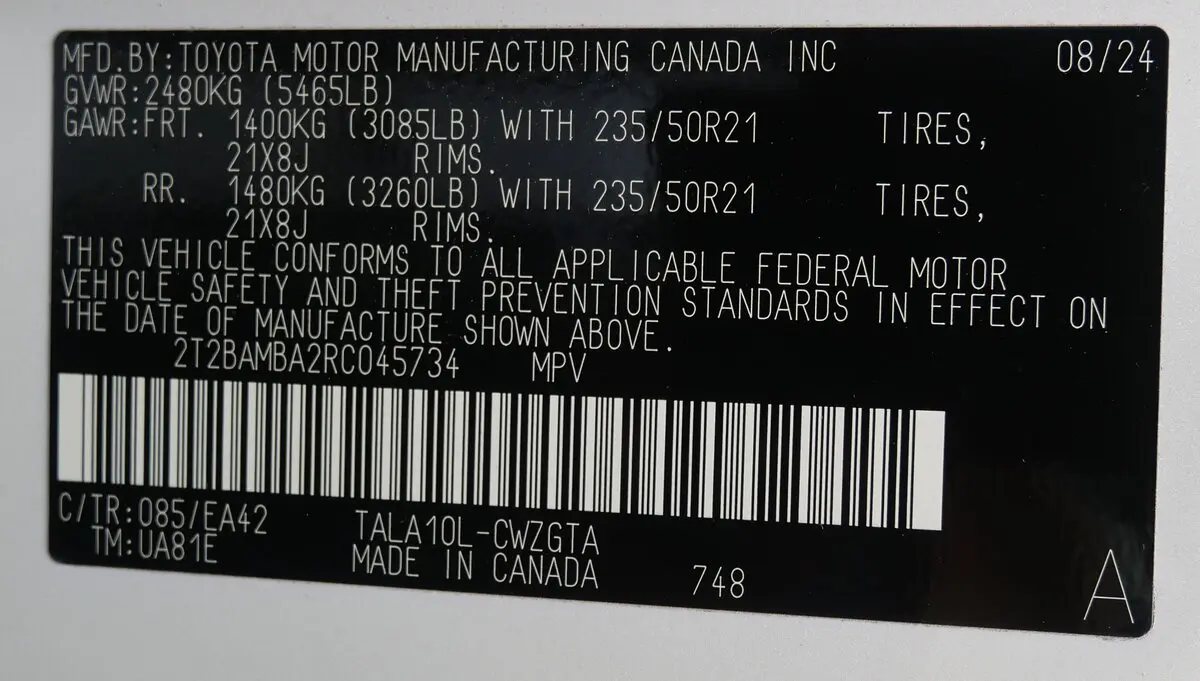 MFD.BY:TOYOTA MOTOR MANUFACTURING CANADA INC 08/24
GVWR:2480KG (5465LB)
GAWR:FRT. 1400KG (3085LB) WITH 235/50R21 TIRES,
21X8J RIMS.
RR. 1480KG (3260LB) WITH 235/50R21 TIRES,
21X8J RIMS.
THIS VEHICLE CONFORMS TO ALL APPLICABLE FEDERAL MOTOR
VEHICLE SAFETY AND THEFT PREVENTION STANDARDS IN EFFECT ON
THE DATE OF MANUFACTURE SHOWN ABOVE.
2T2BAMBA2RC045734 MPV
C/TR:085/EA42 TALA10L-CWZGTA
TM:UA81E MADE IN CANADA 748
A